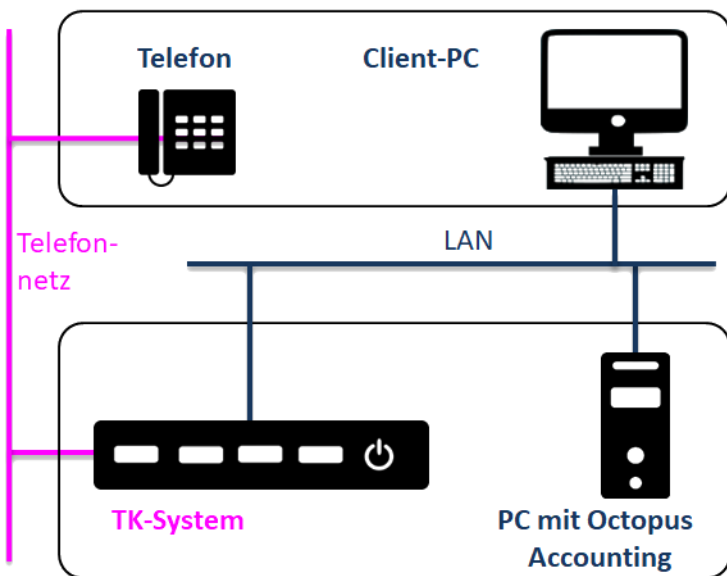 Telefon
Client-PC
Telefon-
netz
LAN
TK-System
PC mit Octopus
Accounting